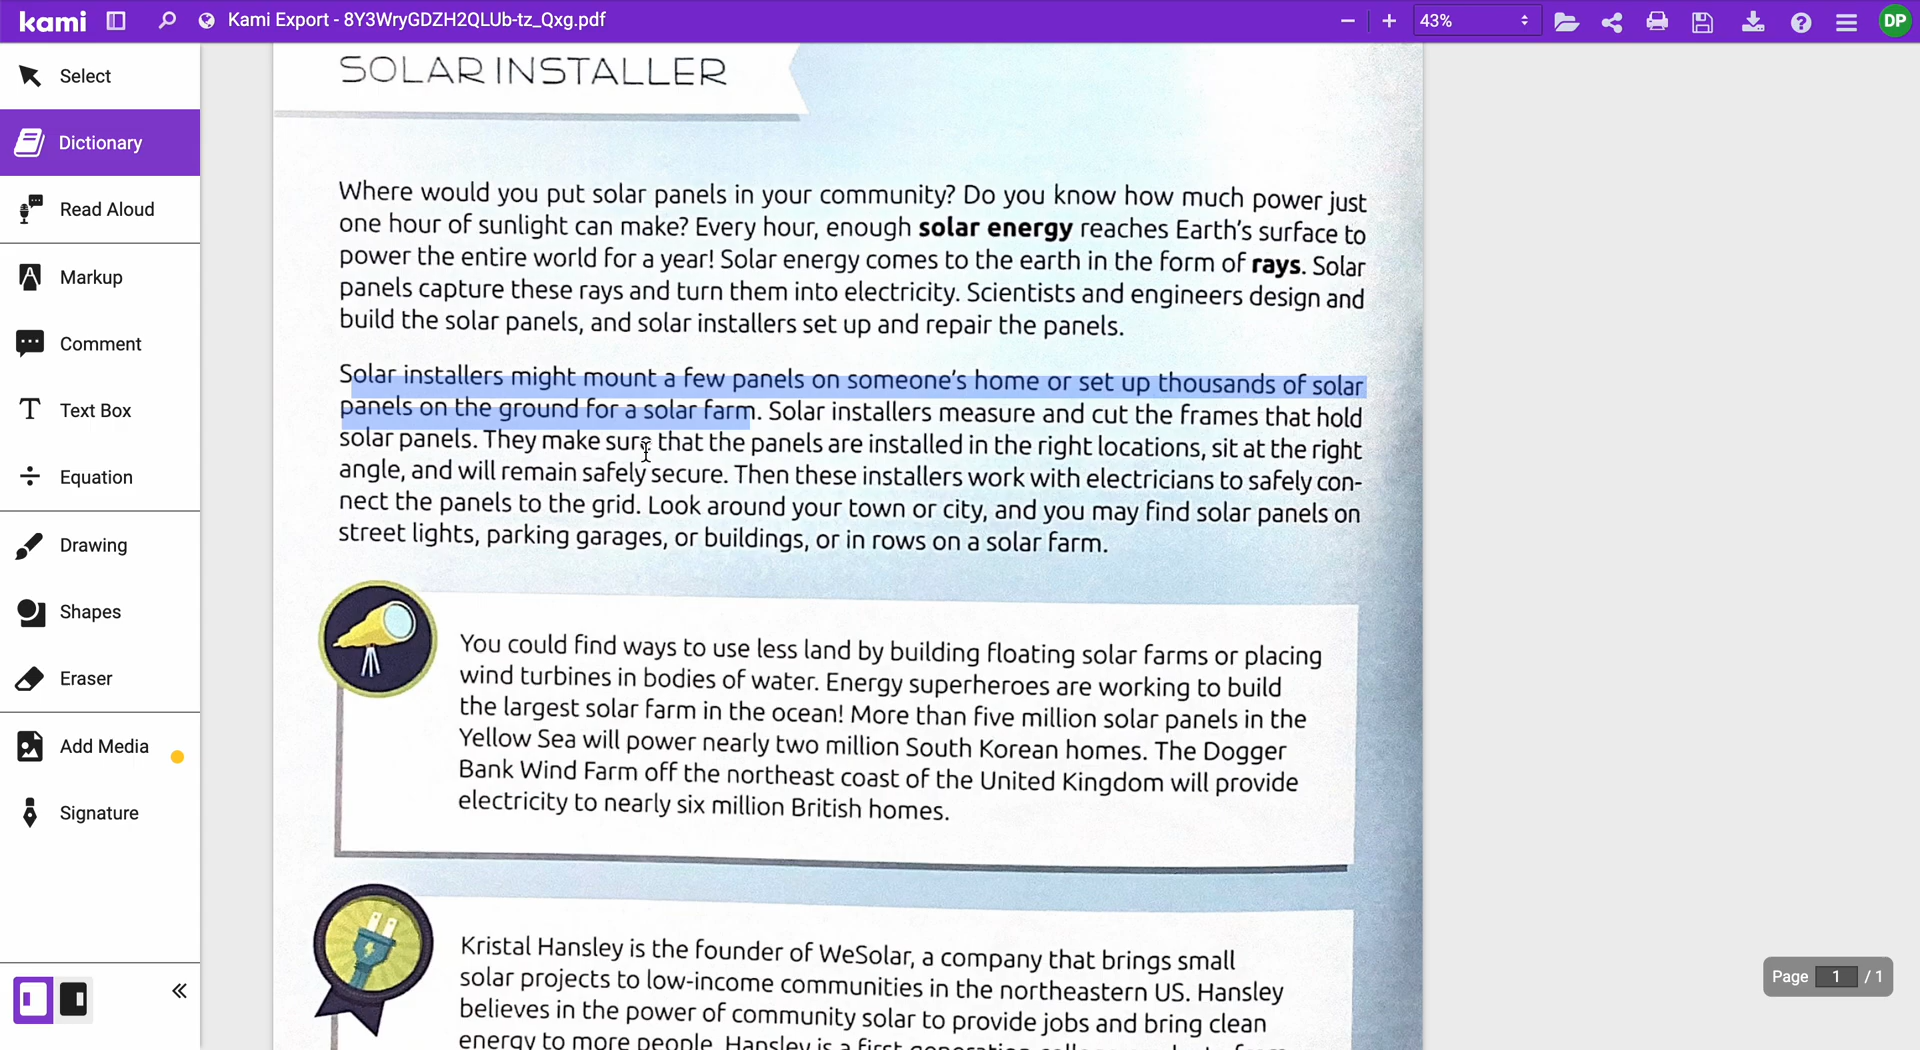 kami
Kami Export - 8Y3WryGDZH2QLUb-tz_Qxg.pdf
43%
DP
Select
Dictionary
Read Aloud
Markup
Comment
Text Box
Equation
Drawing
Shapes
Eraser
Add Media
Signature
SOLAR INSTALLER
Where would you put solar panels in your community? Do you know how much power just
one hour of sunlight can make? Every hour, enough solar energy reaches Earth's surface to
power the entire world for a year! Solar energy comes to the earth in the form of rays. Solar
panels capture these rays and turn them into electricity. Scientists and engineers design and
build the solar panels, and solar installers set up and repair the panels.
Solar installers might mount a few panels on someone's home or set up thousands of solar
panels on the ground for a solar farm. Solar installers measure and cut the frames that hold
solar panels. They make sure that the panels are installed in the right locations, sit at the right
angle, and will remain safely secure. Then these installers work with electricians to safely con-
nect the panels to the grid. Look around your town or city, and you may find solar panels on
street lights, parking garages, or buildings, or in rows on a solar farm.
You could find ways to use less land by building floating solar farms or placing
wind turbines in bodies of water. Energy superheroes are working to build
the largest solar farm in the ocean! More than five million solar panels in the
Yellow Sea will power nearly two million South Korean homes. The Dogger
Bank Wind Farm off the northeast coast of the United Kingdom will provide
electricity to nearly six million British homes.
Kristal Hansley is the founder of WeSolar, a company that brings small
solar projects to low-income communities in the northeastern US. Hansley
believes in the power of community solar to provide jobs and bring clean
energy to more people. Hansley is a first
Page 1 / 1